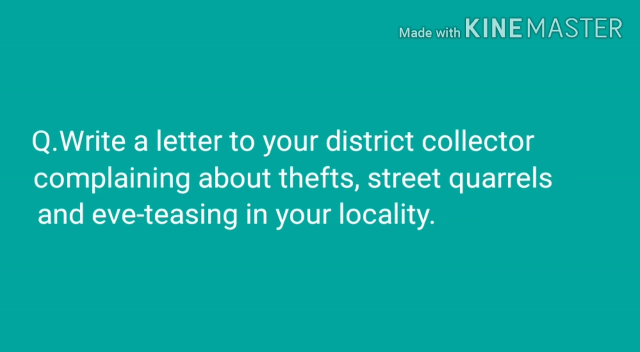 Made with KINEMASTER
Q.Write a letter to your district collector
complaining about thefts, street quarrels
and eve-teasing in your locality.